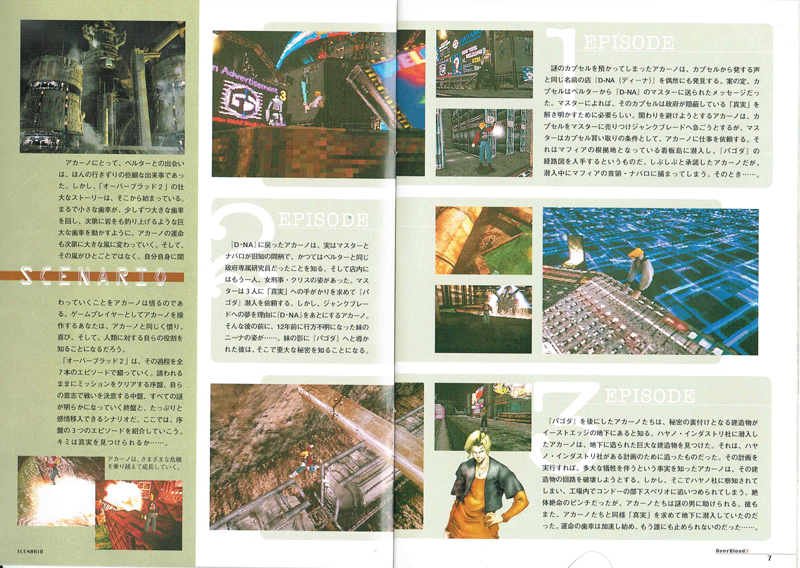 アカーノにとって、ベルターとの出会い
は、ほんの行きずりの些細な出来事であっ
た。しかし、『オーバーブラッド2』の壮
大なストーリーは、そこから始まっている。
まるで小さな歯車が、少しずつ大きな歯車
を回し、次第に岩をも釣り上げるような巨
大な歯車を動かすように。アカーノの運命
も次第に大きな嵐に変わっていく。そして、
その嵐がひとごとではなく、自分自身に関
SCENARIO
わっていくことをアカーノは悟るのであ
る。ゲームプレイヤーとしてアカーノを操
作するあなたは、アカーノと同じく憤り、
喜び、そして、人類に対する自らの役割を
知ることになるだろう。
『オーバーブラッド2』は、その過程を全
7本のエピソードで綴っていく。請われる
ままにミッションをクリアする序盤、自ら
の意志で戦いを決意する中盤、すべての謎
が明らかになっていく終盤と、たっぷりと
感情移入できるシナリオだ。ここでは、序
盤の3つのエピソードを紹介していこう。
キミは真実を見つけられるか……。
アカーノは、さまざまな危機
を乗り越えて成長していく。
SCENARIO
1 EPISODE
謎のカプセルを預かってしまったアカーノは、カプセルから発する声
と同じ名前の店「D-NA（ディーナ）」を偶然にも発見する。案の定、カ
プセルはベルターから「D-NA」のマスターに送られたメッセージだっ
た。マスターによれば、そのカプセルは政府が隠蔽している『真実』を
解き明かすために必要らしい。関わりを避けようとするアカーノは、カ
プセルをマスターに売りつけジャンクブレードへ急ごうとするが、マス
ターはカプセル買い取りの条件として、アカーノに仕事を依頼する。そ
れはマフィアの根拠地となっている看板島に潜入し、「パゴダ」の
経路図を入手するというものだ。しぶしぶと承諾したアカーノだが、
潜入中にマフィアの首領・ナバロに捕まってしまう。そのとき……。
n Advertisement
2 EPISODE
「D-NA」に戻ったアカーノは、実はマスターと
ナバロが旧知の間柄で、かつてはベルターと同じ
政府専属研究員だったことを知る。そして店内に
はもう一人、女刑事・クリスの姿があった。マス
ターは3人に『真実』への手がかりを求めて「パ
ゴダ」潜入を依頼する。しかし、ジャンクブレー
ドへの夢を理由に「D-NA」をあとにするアカーノ。
そんな彼の前に、12年前に行方不明になった妹の
ニーナの姿が……。妹の影に「パゴダ」へと導か
れた彼は、そこで重大な秘密を知ることになる。
3 EPISODE
「パゴダ」を後にしたアカーノたちは、秘密の裏付けとなる建造物が
イーストエッジの地下にあると知る。ハヤノ・インダストリ社に潜入し
たアカーノは、地下に造られた巨大な建造物を見つけた。それは、ハヤ
ノ・インダストリ社がある計画のために造ったものだった。その計画を
実行すれば、多大な犠牲を伴うという事実を知ったアカーノは、その建
造物の回路を破壊しようとする。しかし、そこでハヤノ社に察知されて
しまい、工場内でコンドーの部下スペリオに追いつめられてしまう。絶
体絶命のピンチだったが、アカーノたちは謎の男に助けられる。彼も
また、アカーノたちと同様『真実』を求めて地下に潜入していたのだ
った。運命の歯車は加速し始め、もう誰にも止められないのだった……。
OverBlood2
7